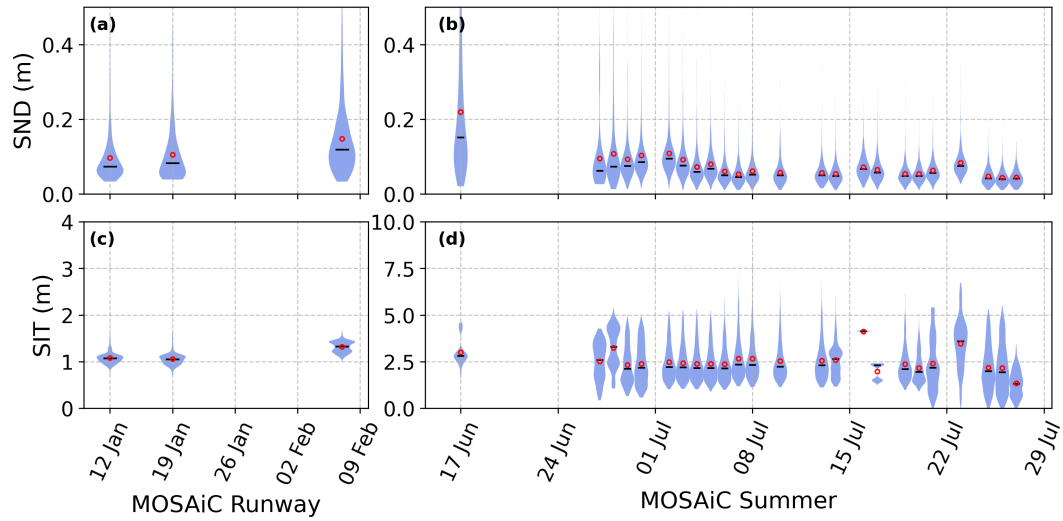 (a)
(b)
SND (m)
0.4
0.2
0.0
0.4
0.2
0.0
(c)
(d)
SIT (m)
4
3
2
1
0
10.0
7.5
5.0
2.5
0.0
12 Jan
19 Jan
26 Jan
02 Feb
09 Feb
17 Jun
24 Jun
01 Jul
08 Jul
15 Jul
22 Jul
29 Jul
MOSAiC Runway
MOSAiC Summer